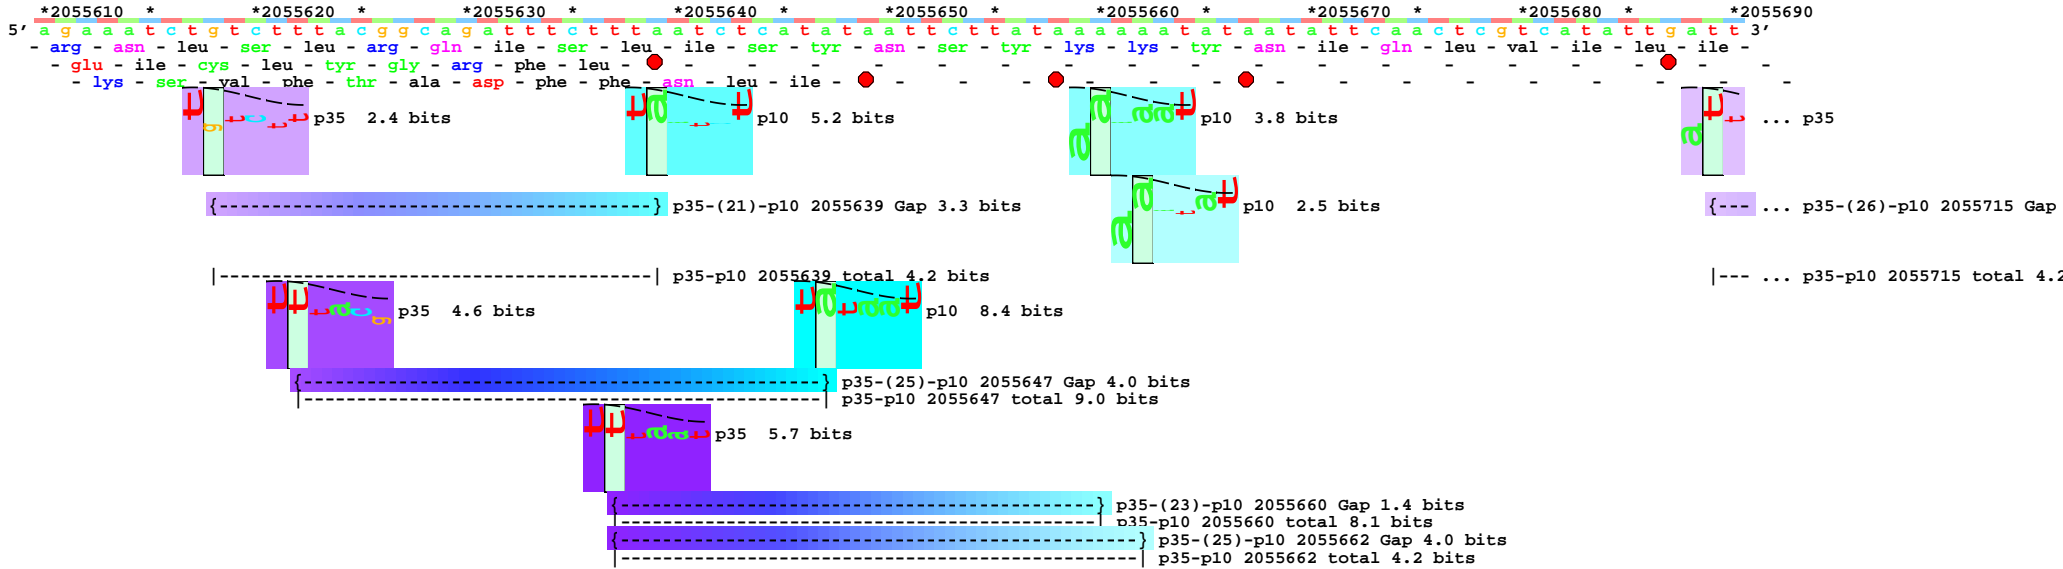 *2055610 * *2055620 * *2055630 * *2055640 * *2055650 * *2055660 * *2055670 * *2055680 * *2055690
5' a g a a a t c t g t c t t t a c g g c a g a t t t c t t t a a t c t c a t a t a a t t c t t a t a a a a a a t a t a a t a t t c a a c t c g t c a t a t t g a t t 3'
- arg - asn - leu - ser - leu - arg - gln - ile - ser - leu - ile - ser - tyr - asn - ser - tyr - lys - lys - tyr - asn - ile - gln - leu - val - ile - leu - ile -
- glu - ile - cys - leu - tyr - gly - arg - phe - leu - - - - - - - - - - - - - - - - - -
- lys - ser - val - phe - thr - ala - asp - phe - phe - asn - leu - ile - - - - - - - - - - - - -
t g t c t t p35 2.4 bits
t a a t c t p10 5.2 bits
a a a a a t p10 3.8 bits
a t t ... p35
{--------------------} p35-(21)-p10 2055639 Gap 3.3 bits
a a a t a t p10 2.5 bits
{--- ... p35-(26)-p10 2055715 Gap
|--------------------| p35-p10 2055639 total 4.2 bits
|--- ... p35-p10 2055715 total 4.2
t t t a c g p35 4.6 bits
t a t a a t p10 8.4 bits
{------------------------} p35-(25)-p10 2055647 Gap 4.0 bits
|------------------------| p35-p10 2055647 total 9.0 bits
t t t a a t p35 5.7 bits
{----------------------} p35-(23)-p10 2055660 Gap 1.4 bits
|----------------------| p35-p10 2055660 total 8.1 bits
{------------------------} p35-(25)-p10 2055662 Gap 4.0 bits
|------------------------| p35-p10 2055662 total 4.2 bits